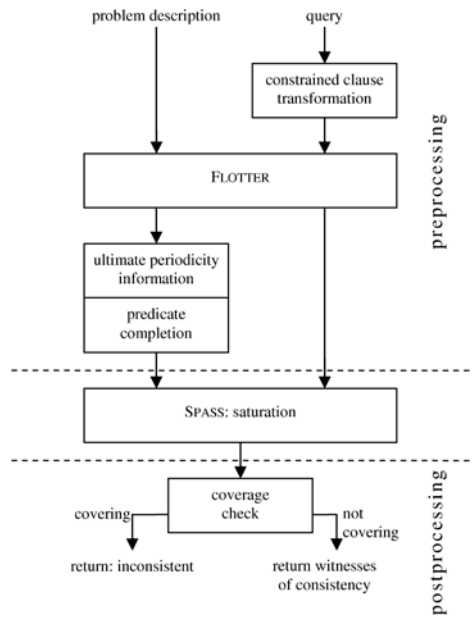 problem description
query
constrained clause
transformation
FLOTTER
ultimate periodicity
information
predicate
completion
preprocessing
SPASS: saturation
coverage
check
covering
not
covering
return: inconsistent
return witnesses
of consistency
postprocessing